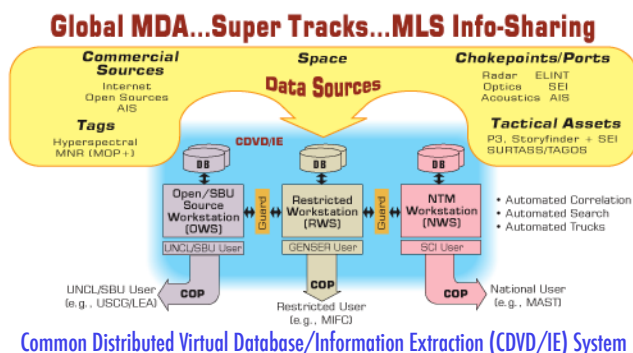 Global MDA...Super Tracks...MLS Info-Sharing
Commercial Sources
Internet
Open Sources
AIS
Tags
Hyperspectral
MNR (MOP+)
Space
Data Sources
Chokepoints/Ports
Radar ELINT
Optics SEI
Acoustics AIS
Tactical Assets
P3, Storyfinder + SEI
SURTASS/TAGOS
CDVD/IE
DB
DB
DB
Open/SBU
Source
Workstation
(OWS)
Guard
Restricted
Workstation
(RWS)
Guard
NTM
Workstation
(NWS)
UNCL/SBU User
GENSER User
SCI User
• Automated Correlation
• Automated Search
• Automated Trucks
COP
COP
COP
UNCL/SBU User
(e.g., USCG/LEA)
Restricted User
(e.g., MIFC)
National User
(e.g., MAST)
Common Distributed Virtual Database/Information Extraction (CDVD/IE) System